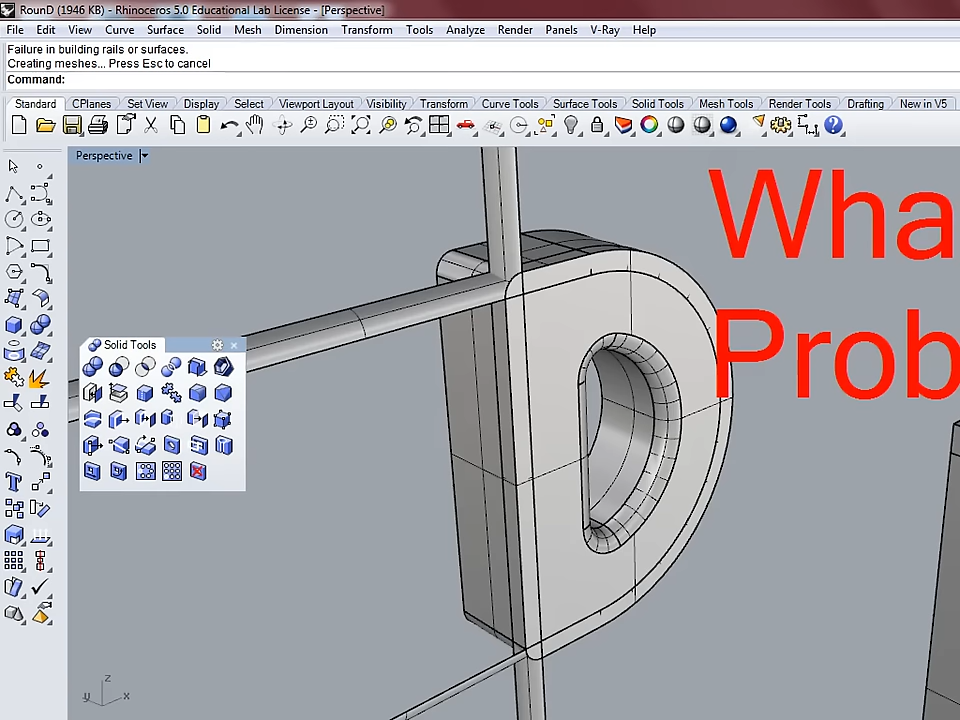 RounD (1946 KB) - Rhinoceros 5.0 Educational Lab License - [Perspective]
File Edit View Curve Surface Solid Mesh Dimension Transform Tools Analyze Render Panels V-Ray Help
Failure in building rails or surfaces.
Creating meshes... Press Esc to cancel
Command:
Standard CPlanes Set View Display Select Viewport Layout Visibility Transform Curve Tools Surface Tools Solid Tools Mesh Tools Render Tools Drafting New in V5
Perspective
Wha
Prob
Solid Tools
z
y x